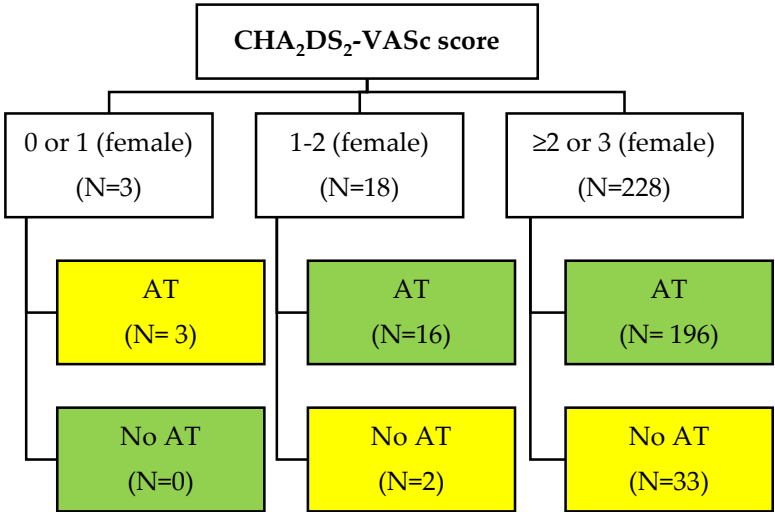 CHA₂DS₂-VASc score
0 or 1 (female)
(N=3)
1-2 (female)
(N=18)
≥2 or 3 (female)
(N=228)
AT
(N= 3)
AT
(N=16)
AT
(N= 196)
No AT
(N=0)
No AT
(N=2)
No AT
(N=33)